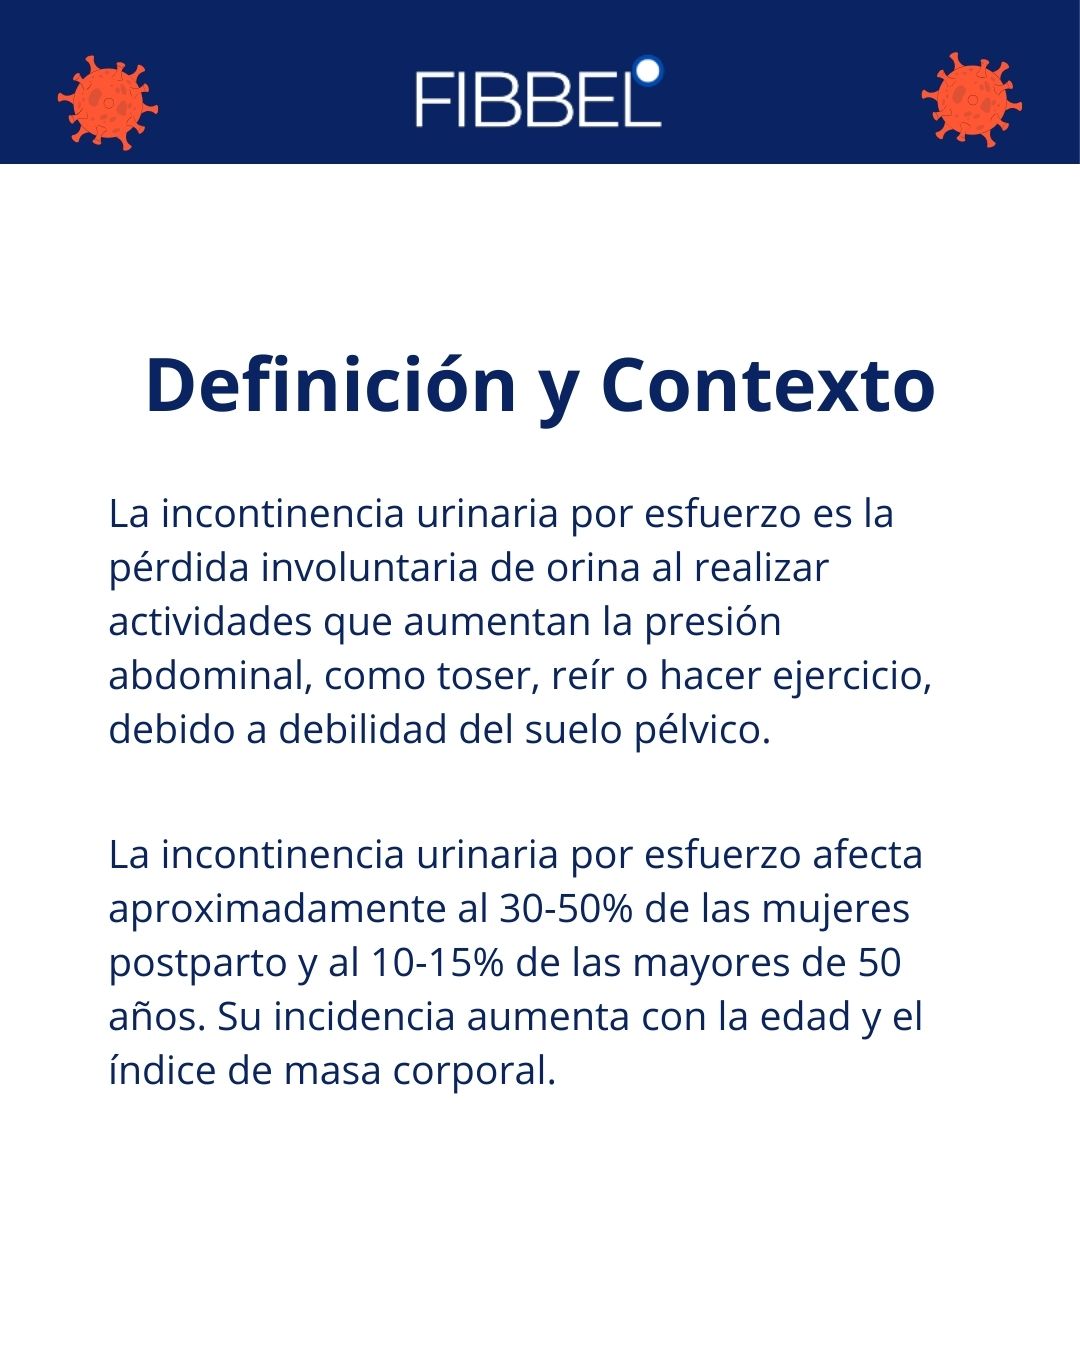 FIBBEL
Definición y Contexto
La incontinencia urinaria por esfuerzo es la
pérdida involuntaria de orina al realizar
actividades que aumentan la presión
abdominal, como toser, reír o hacer ejercicio,
debido a debilidad del suelo pélvico.
La incontinencia urinaria por esfuerzo afecta
aproximadamente al 30-50% de las mujeres
postparto y al 10-15% de las mayores de 50
años. Su incidencia aumenta con la edad y el
índice de masa corporal.